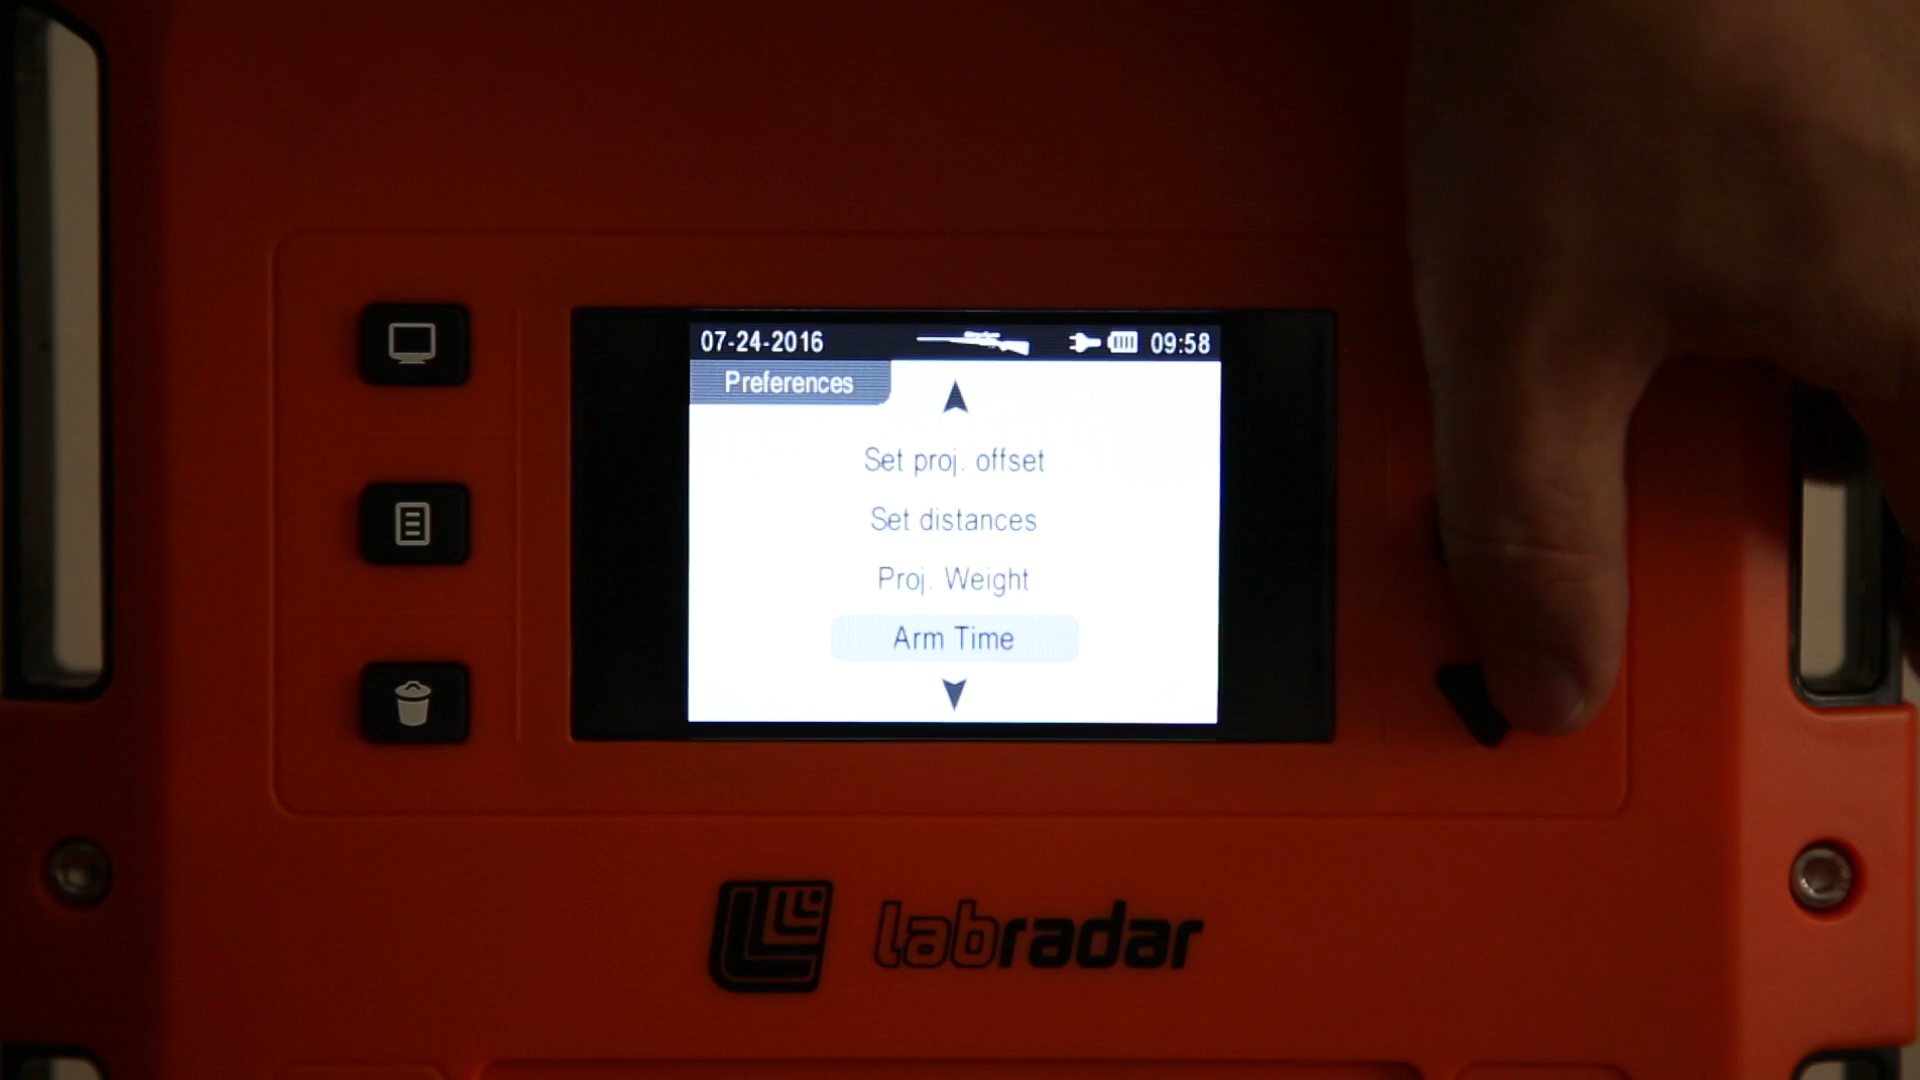 07-24-2016 09:58
Preferences
Set proj. offset
Set distances
Proj. Weight
Arm Time
labradar